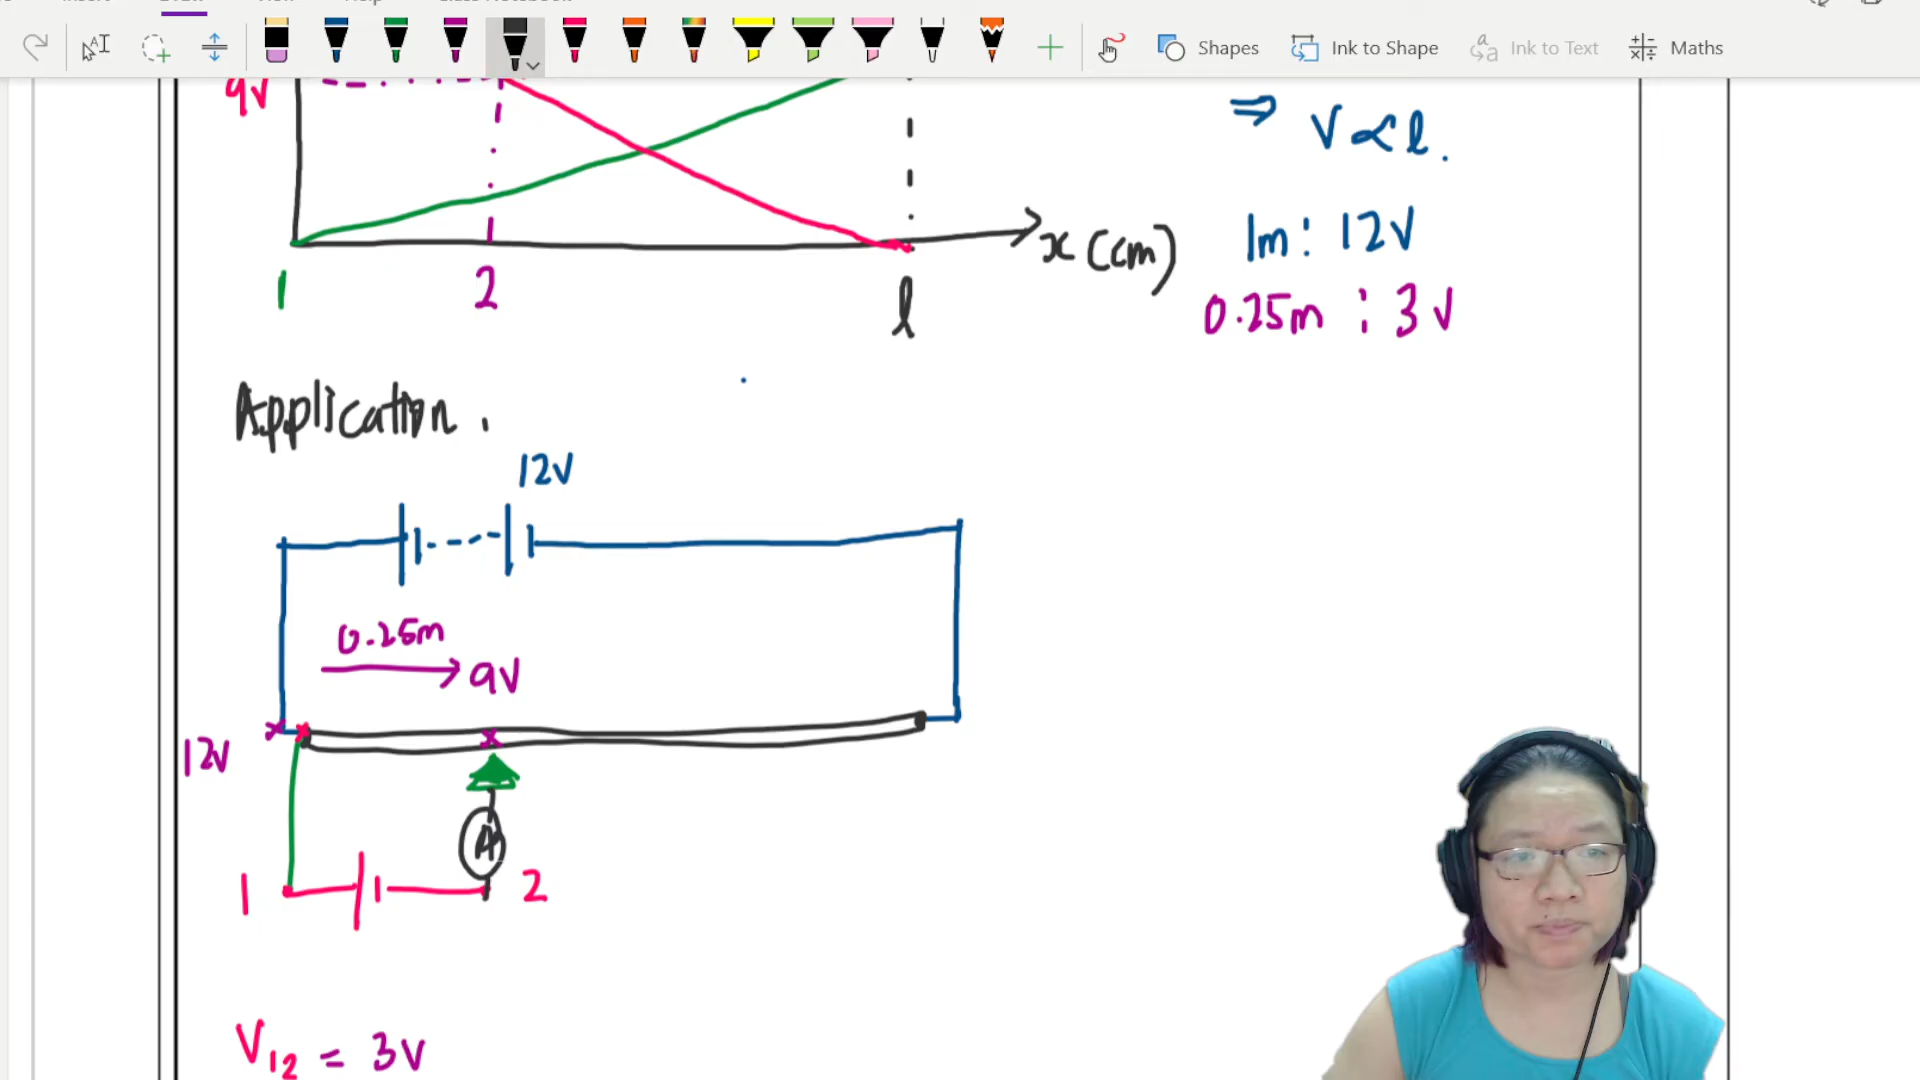 Shapes
Ink to Shape
Ink to Text
Maths
9V
⇒ V ∝ l.
x (cm)
1m : 12V
1
2
l
0.25m : 3V
Application.
12V
0.25m
9V
12V
A
1
2
V12 = 3V